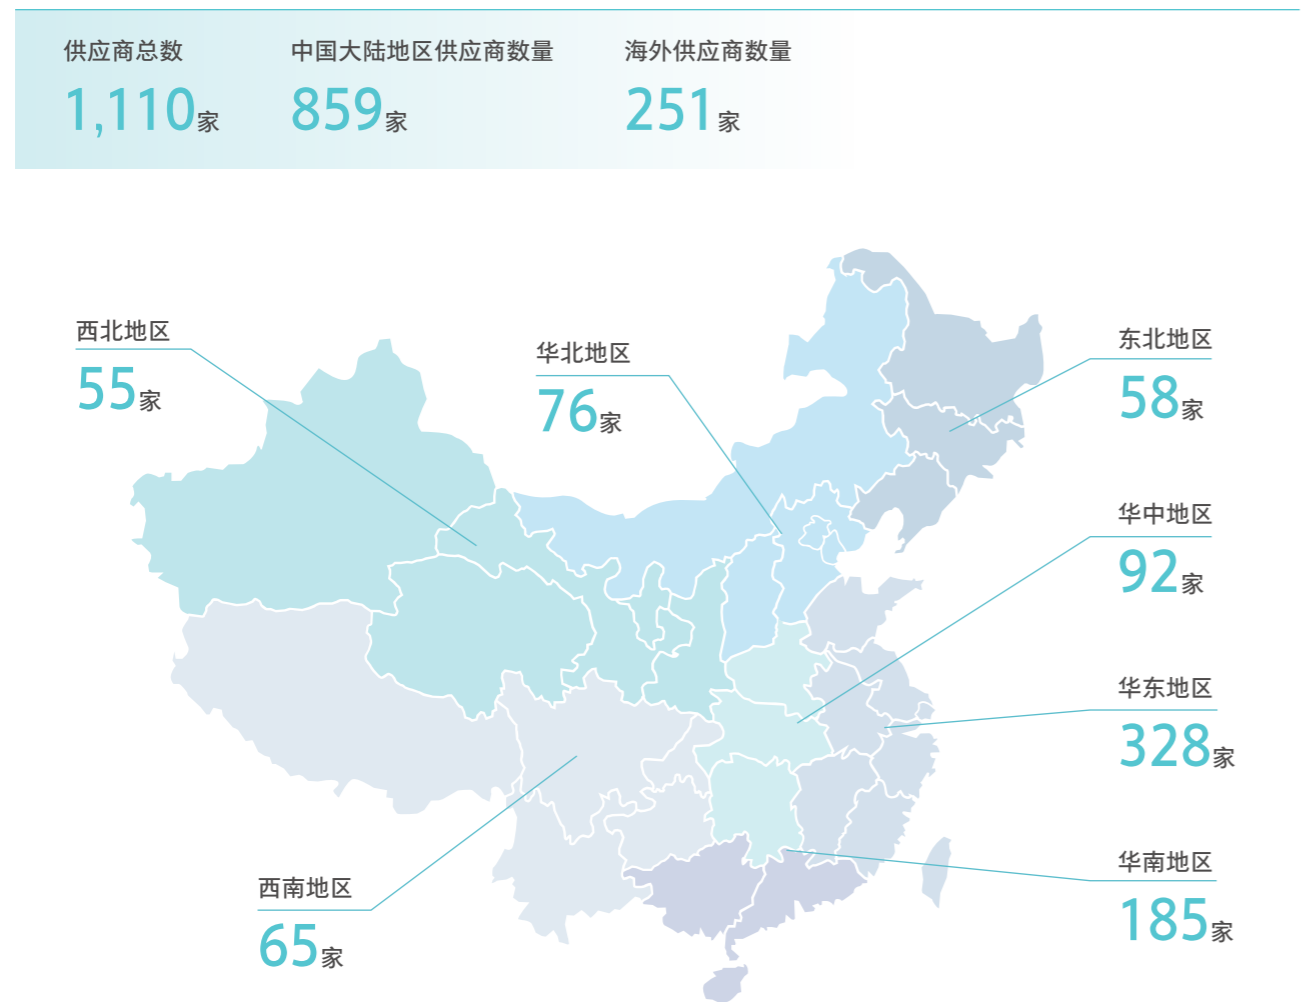 供应商总数
1,110家
中国大陆地区供应商数量
859家
海外供应商数量
251家
西北地区
55家
华北地区
76家
东北地区
58家
华中地区
92家
华东地区
328家
华南地区
185家
西南地区
65家